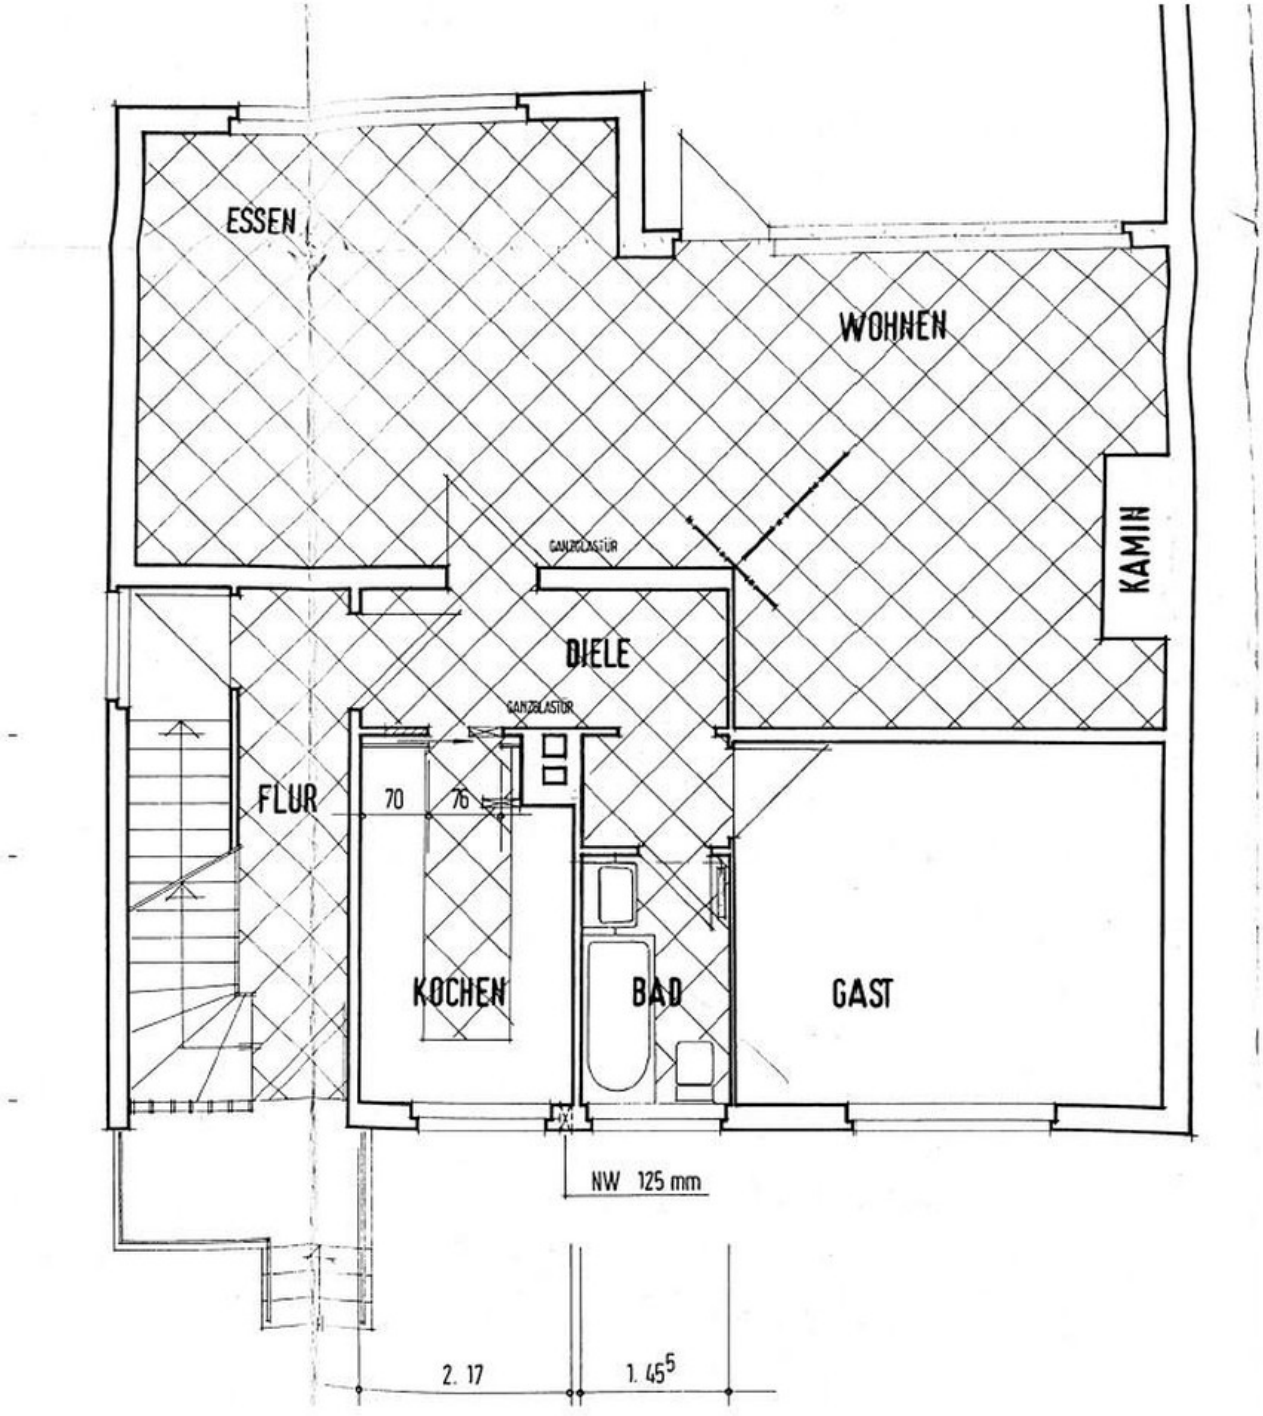 ESSEN
WOHNEN
GANZGLASTÜR
KAMIN
DIELE
GANZGLASTÜR
FLUR
70
76
KOCHEN
BAD
GAST
NW 125 mm
2.17
1.45⁵